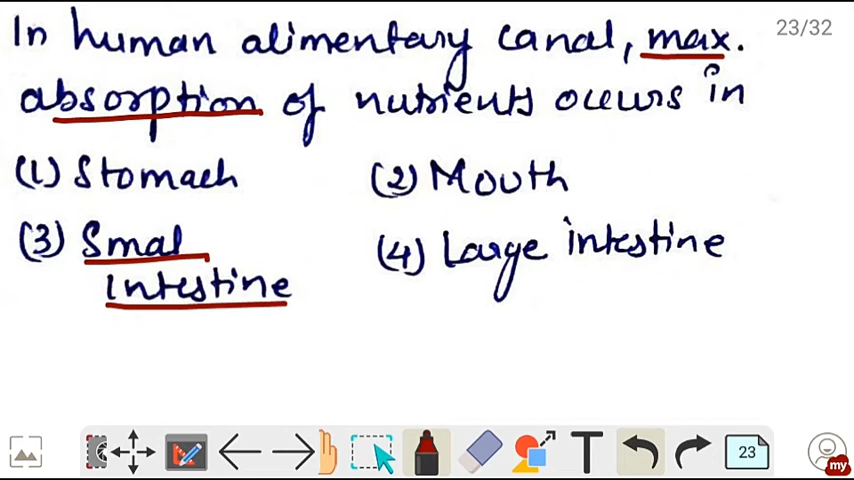 In human alimentary canal, max.
absorption of nutrients occurs in
(1) Stomach (2) Mouth
(3) Smal (4) Large intestine
Intestine
23/32
T
23
my